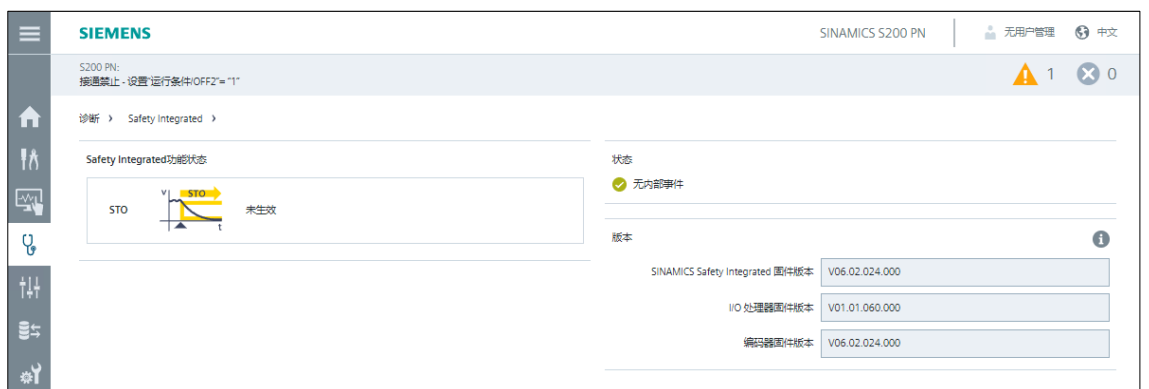 SIEMENS
SINAMICS S200 PN
无用户管理
中文
S200 PN:
接通禁止 - 设置"运行条件/OFF2"= "1"
1
0
诊断 > Safety Integrated >
Safety Integrated功能状态
STO
V
STO
t
未生效
状态
无内部事件
版本
SINAMICS Safety Integrated 固件版本 V06.02.024.000
I/O 处理器固件版本 V01.01.060.000
编码器固件版本 V06.02.024.000